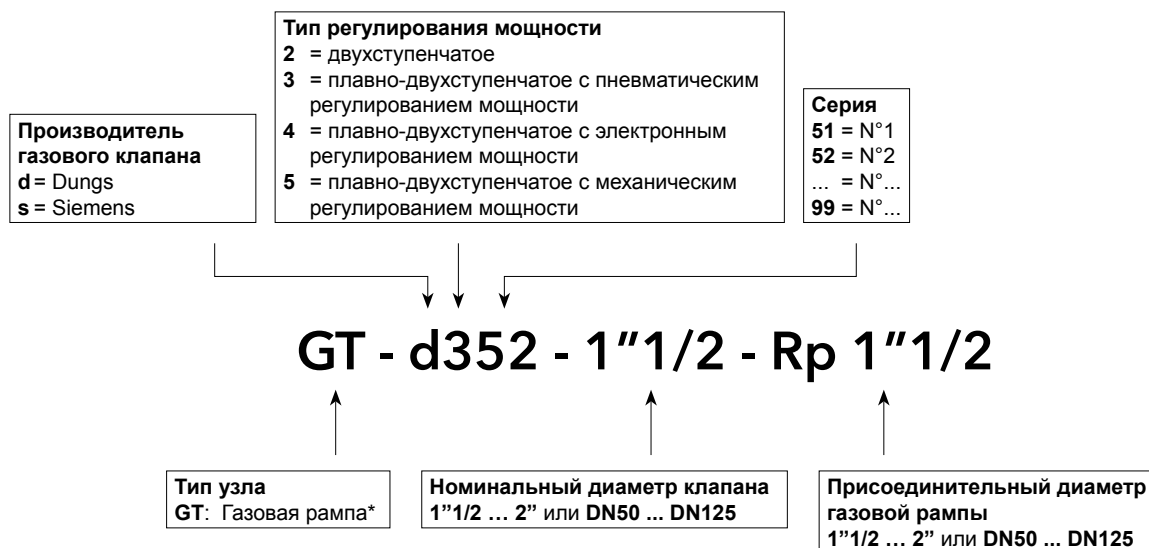 Тип регулирования мощности
2 = двухступенчатое
3 = плавно-двухступенчатое с пневматическим
регулированием мощности
4 = плавно-двухступенчатое с электронным
регулированием мощности
5 = плавно-двухступенчатое с механическим
регулированием мощности
Производитель
газового клапана
d = Dungs
s = Siemens
Серия
51 = N°1
52 = N°2
... = N°...
99 = N°...
GT - d352 - 1"1/2 - Rp 1"1/2
Тип узла
GT: Газовая рампа*
Номинальный диаметр клапана
1”1/2 … 2” или DN50 ... DN125
Присоединительный диаметр
газовой рампы
1”1/2 … 2” или DN50 ... DN125